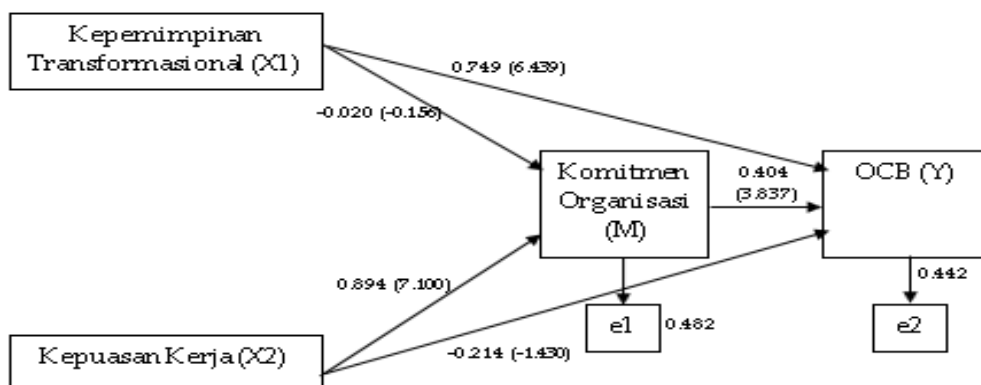 Kepemimpinan
Transformasional (X1)
0.749 (6.439)
-0.020 (-0.156)
Komitmen
Organisasi
(M)
0.404
(3.837)
OCB (Y)
0.894 (7.100)
0.442
e1
0.482
e2
Kepuasan Kerja (X2)
-0.214 (-1.430)